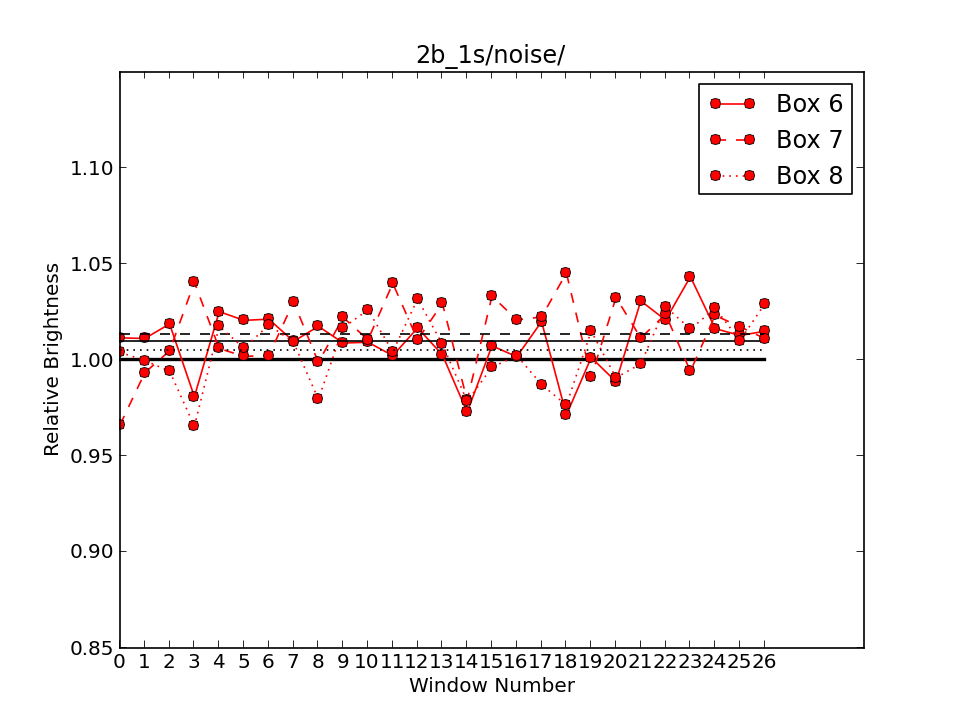 2b_1s/noise/
Box 6
Box 7
Box 8
1.10
1.05
1.00
0.95
0.90
0.85
Relative Brightness
0 1 2 3 4 5 6 7 8 9 10 11 12 13 14 15 16 17 18 19 20 21 22 23 24 25 26
Window Number